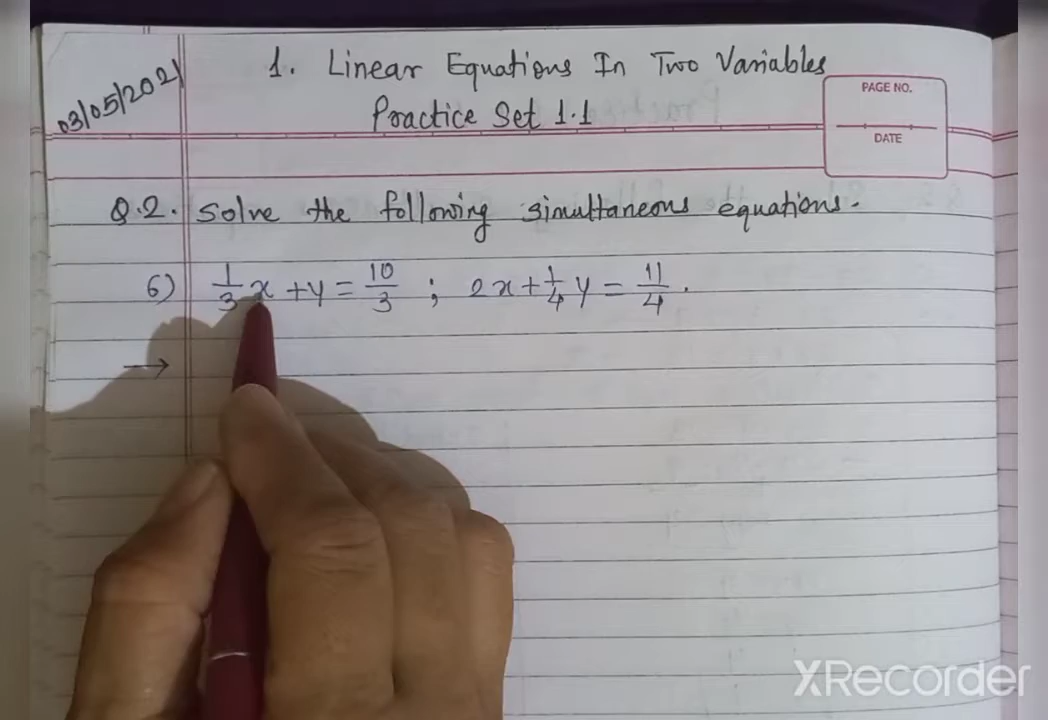 03/05/2021
1. Linear Equations In Two Variables
Practice Set 1.1
PAGE NO.
DATE
Q.2. Solve the following simultaneous equations.
6) 1/3 x + y = 10/3 ; 2x + 1/4 y = 11/4 .
→
XRecorder